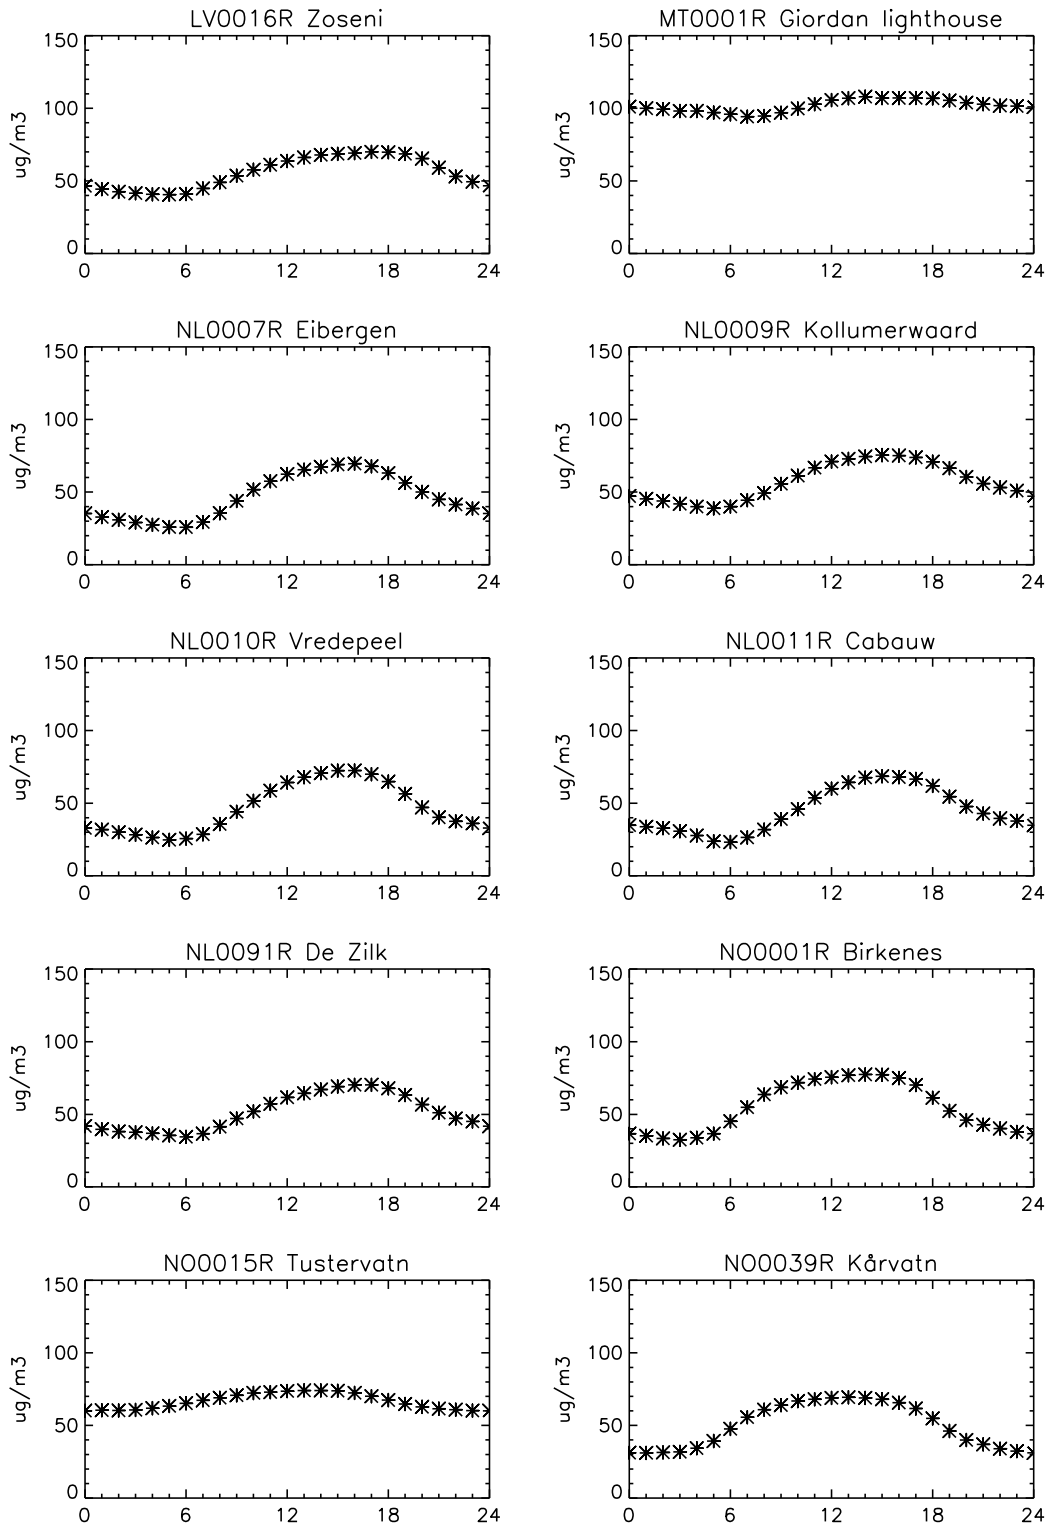 LV0016R Zoseni
MT0001R Giordan lighthouse
150
100
50
0
ug/m3
0 6 12 18 24
150
100
50
0
ug/m3
0 6 12 18 24
NL0007R Eibergen
NL0009R Kollumerwaard
150
100
50
0
ug/m3
0 6 12 18 24
150
100
50
0
ug/m3
0 6 12 18 24
NL0010R Vredepeel
NL0011R Cabauw
150
100
50
0
ug/m3
0 6 12 18 24
150
100
50
0
ug/m3
0 6 12 18 24
NL0091R De Zilk
NO0001R Birkenes
150
100
50
0
ug/m3
0 6 12 18 24
150
100
50
0
ug/m3
0 6 12 18 24
NO0015R Tustervatn
NO0039R Kårvatn
150
100
50
0
ug/m3
0 6 12 18 24
150
100
50
0
ug/m3
0 6 12 18 24